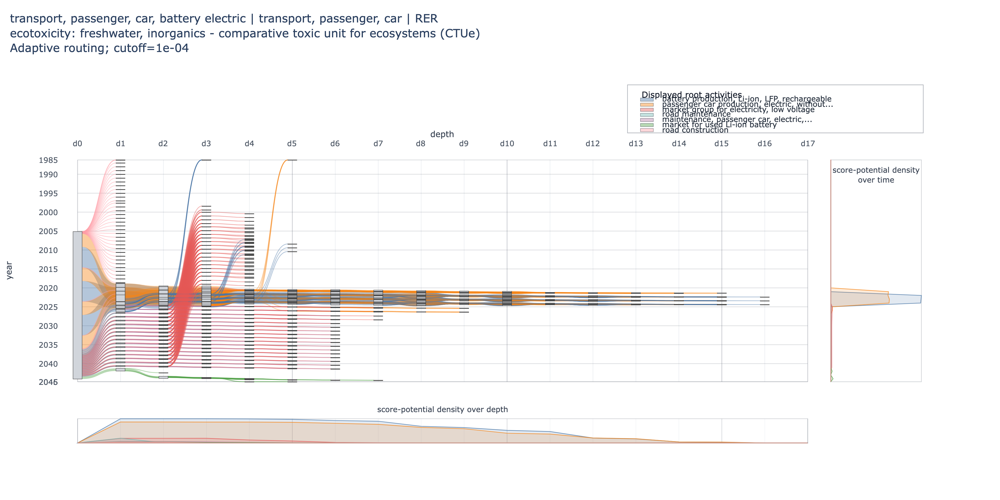 transport, passenger, car, battery electric | transport, passenger, car | RER
ecotoxicity: freshwater, inorganics - comparative toxic unit for ecosystems (CTUe)
Adaptive routing; cutoff=1e-04
Displayed root activities
battery production, Li-ion, LFP, rechargeable
passenger car production, electric, without...
market group for electricity, low voltage
road maintenance
maintenance, passenger car, electric,...
market for used Li-ion battery
road construction
depth
d0 d1 d2 d3 d4 d5 d6 d7 d8 d9 d10 d11 d12 d13 d14 d15 d16 d17
year
1985
1990
1995
2000
2005
2010
2015
2020
2025
2030
2035
2040
score-potential density
over time
score-potential density over depth